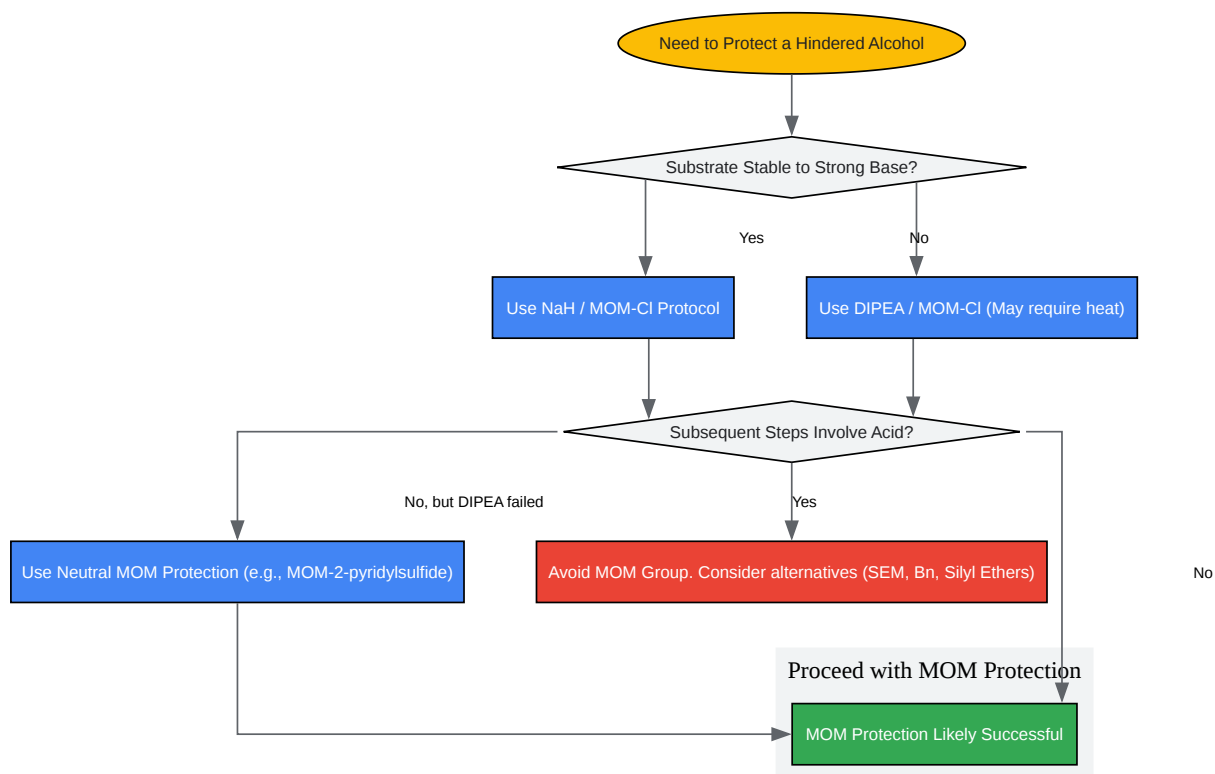 Need to Protect a Hindered Alcohol
Substrate Stable to Strong Base?
Yes
No
Use NaH / MOM-Cl Protocol
Use DIPEA / MOM-Cl (May require heat)
Subsequent Steps Involve Acid?
No, but DIPEA failed
Yes
Use Neutral MOM Protection (e.g., MOM-2-pyridylsulfide)
Avoid MOM Group. Consider alternatives (SEM, Bn, Silyl Ethers)
No
Proceed with MOM Protection
MOM Protection Likely Successful